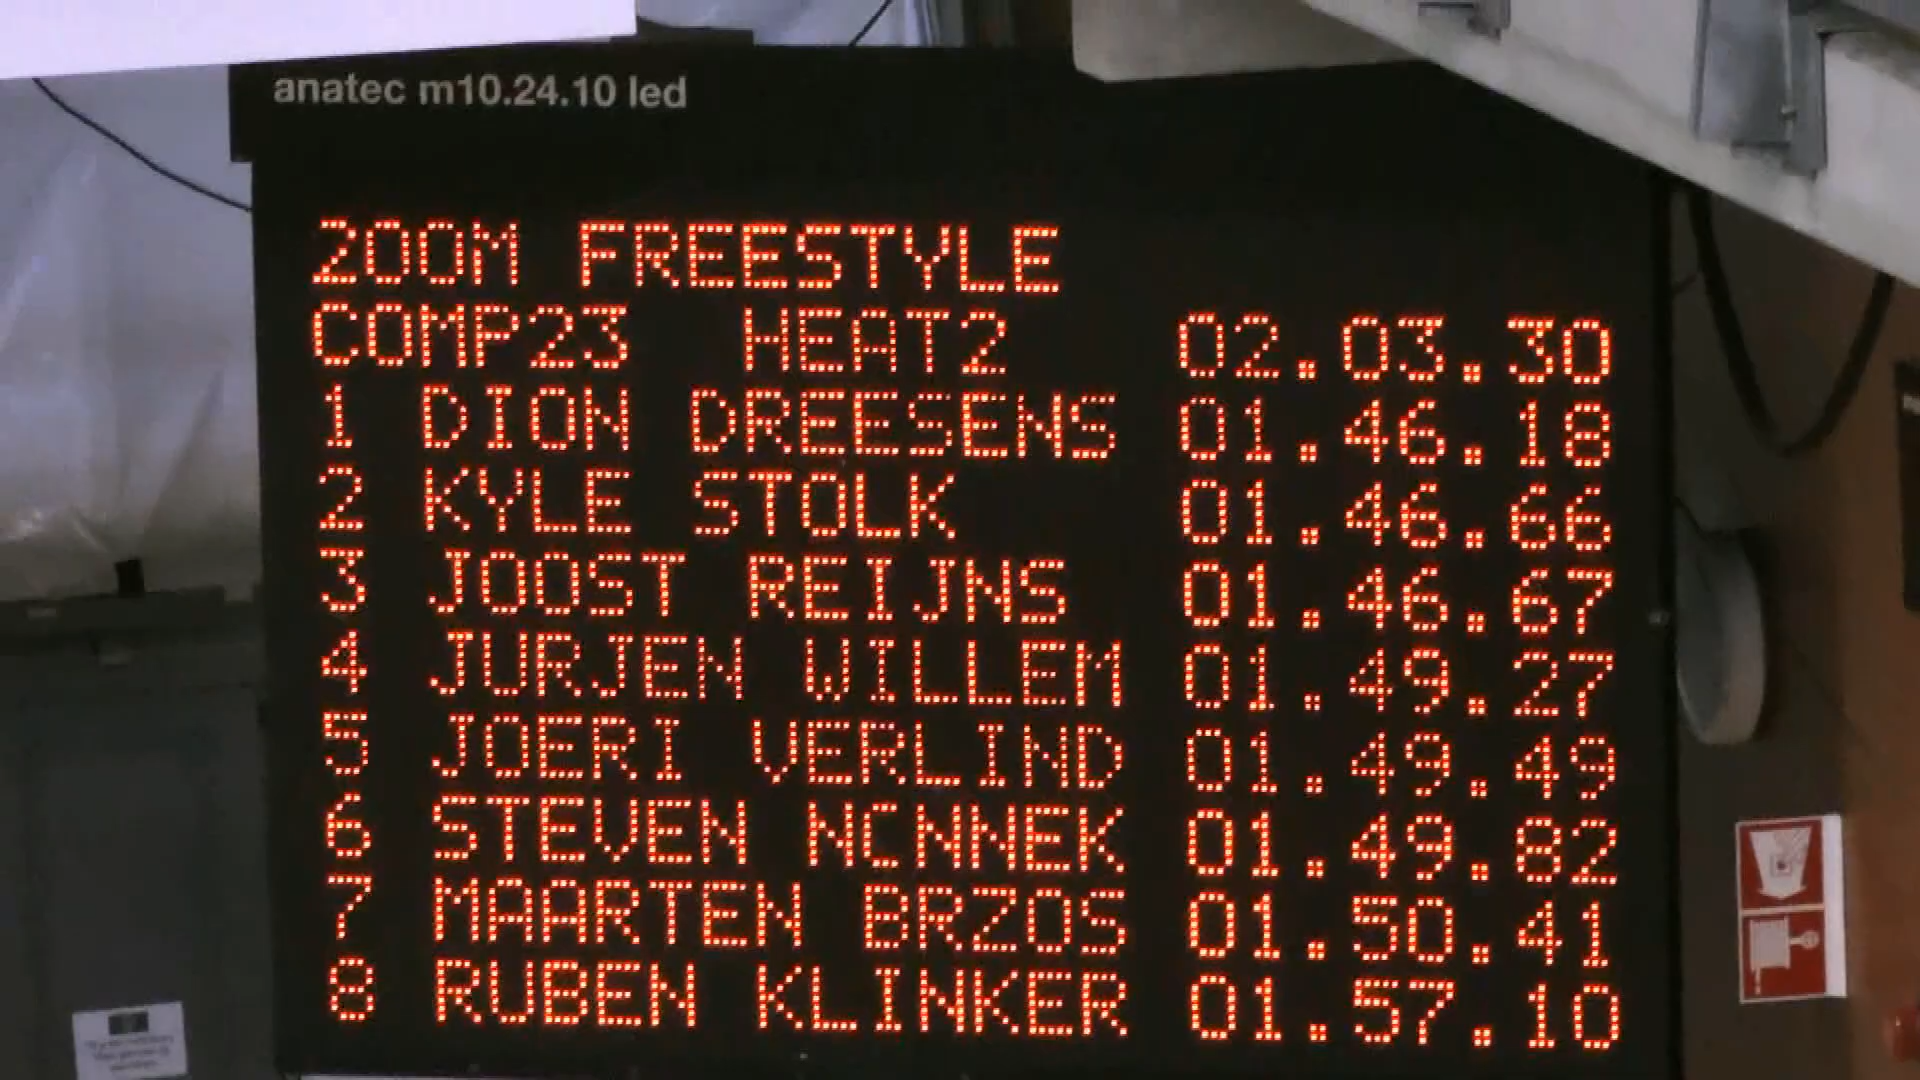 anatec m10.24.10 led
200M FREESTYLE
COMP23 HEAT2 02.03.30
1 DION DREESENS 01.46.18
2 KYLE STOLK 01.46.66
3 JOOST REIJNS 01.46.67
4 JURJEN WILLEM 01.49.27
5 JOERI VERLIND 01.49.49
6 STEVEN NCNNEK 01.49.82
7 MAARTEN BRZOS 01.50.41
8 RUBEN KLINKER 01.57.10